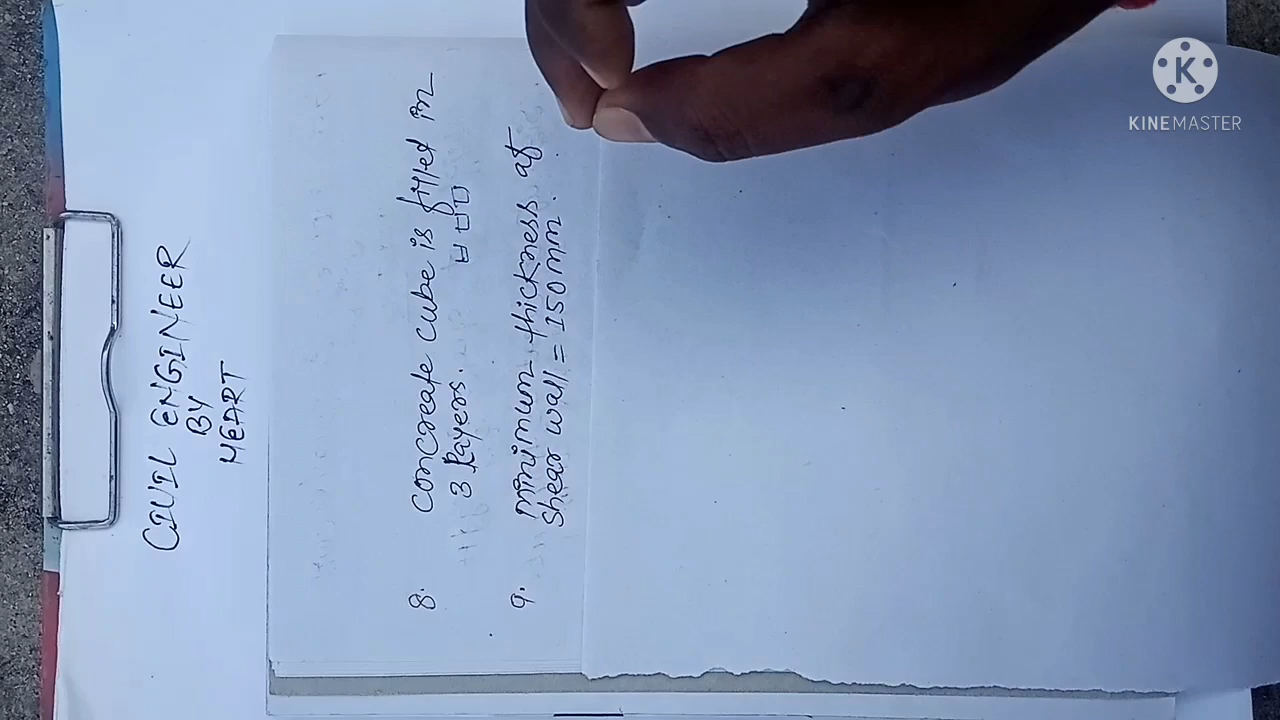 CIVIL ENGINEER
BY
HEART
8. concreate cube is filled in
3 layers.
9. Minimum thickness of
Shear wall = 150 mm.
KINEMASTER